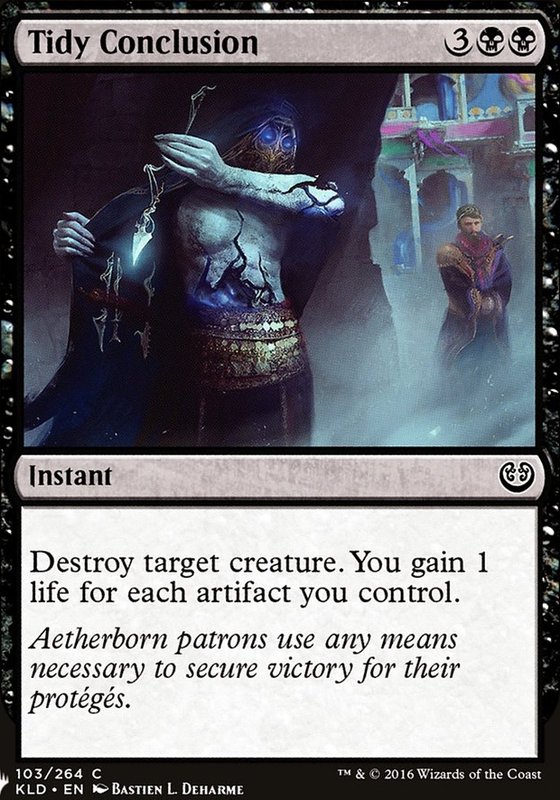 Tidy Conclusion 3
Instant
Destroy target creature. You gain 1
life for each artifact you control.
Aetherborn patrons use any means
necessary to secure victory for their
protégés.
103/264 C
KLD • EN Bastien L. Deharme
™ & © 2016 Wizards of the Coast